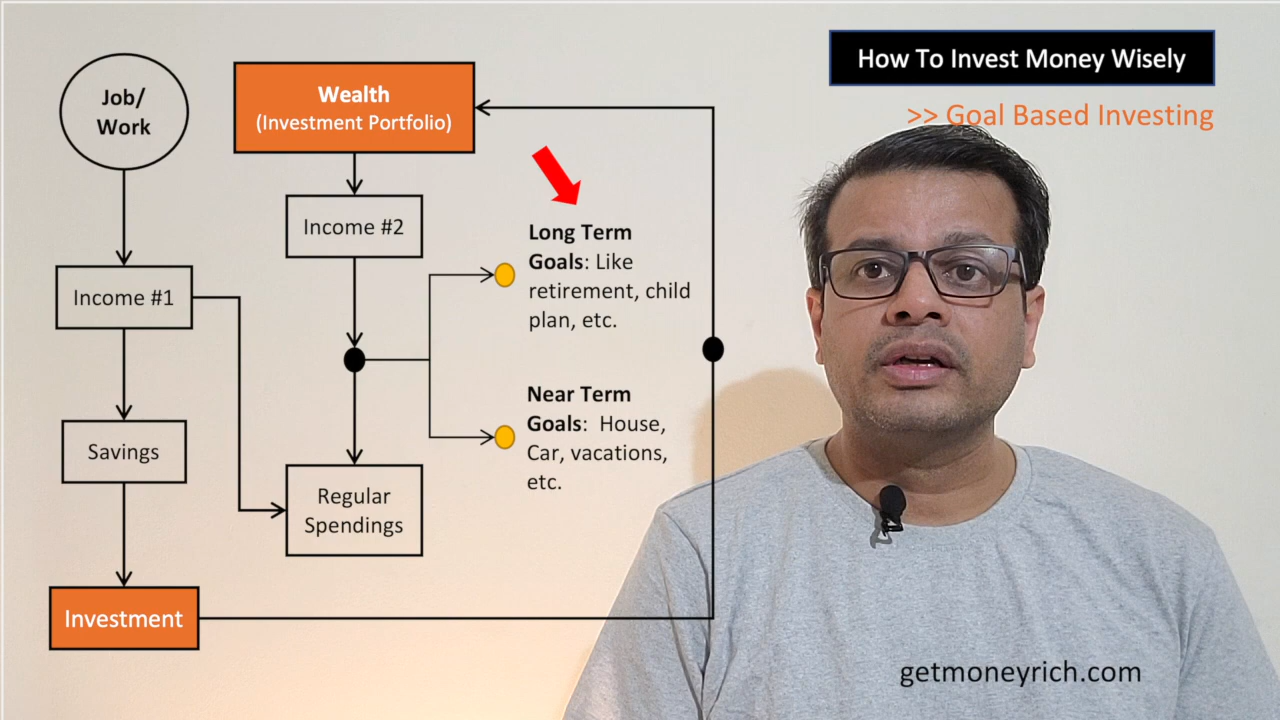 How To Invest Money Wisely
>> Goal Based Investing
Job/
Work
Wealth
(Investment Portfolio)
Income #2
Income #1
Long Term
Goals: Like
retirement, child
plan, etc.
Near Term
Goals: House,
Car, vacations,
etc.
Savings
Regular
Spendings
Investment
getmoneyrich.com